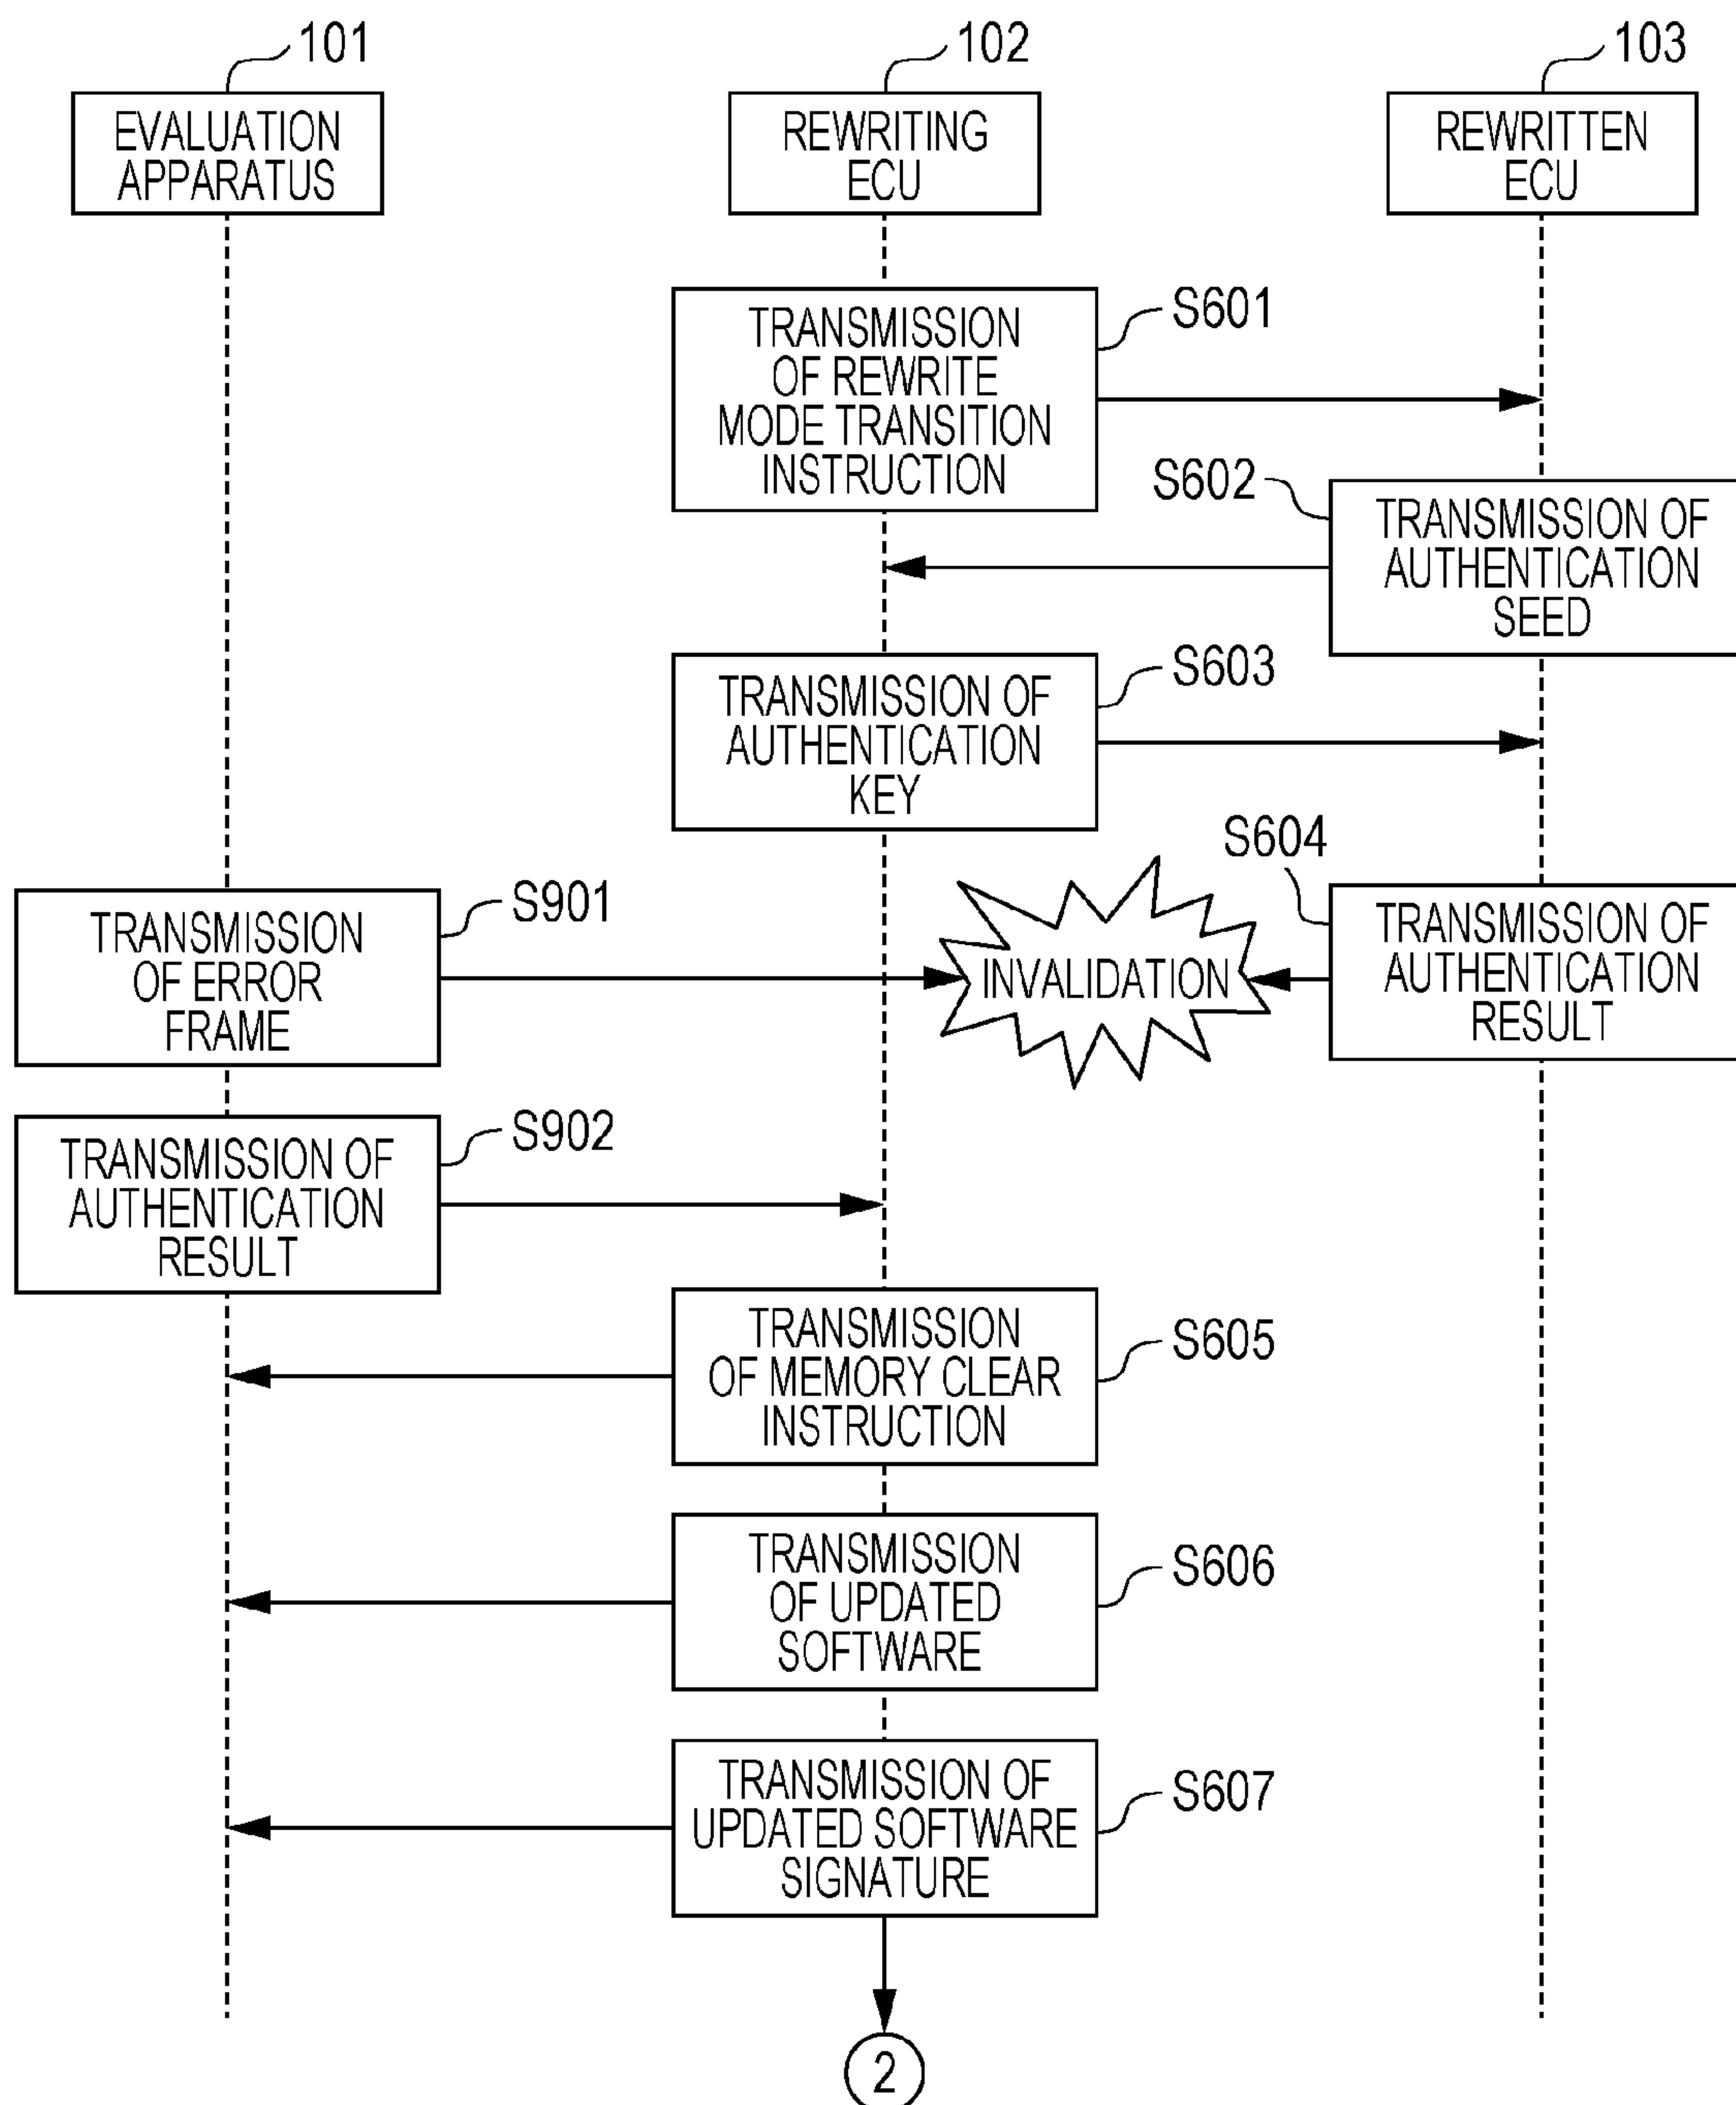 101
102
103
EVALUATION
APPARATUS
REWRITING
ECU
REWRITTEN
ECU
TRANSMISSION
OF REWRITE
MODE TRANSITION
INSTRUCTION
S601
S602
TRANSMISSION OF
AUTHENTICATION
SEED
TRANSMISSION OF
AUTHENTICATION
KEY
S603
TRANSMISSION
OF ERROR
FRAME
S901
INVALIDATION
S604
TRANSMISSION OF
AUTHENTICATION
RESULT
TRANSMISSION OF
AUTHENTICATION
RESULT
S902
TRANSMISSION
OF MEMORY CLEAR
INSTRUCTION
S605
TRANSMISSION
OF UPDATED
SOFTWARE
S606
TRANSMISSION OF
UPDATED SOFTWARE
SIGNATURE
S607
2